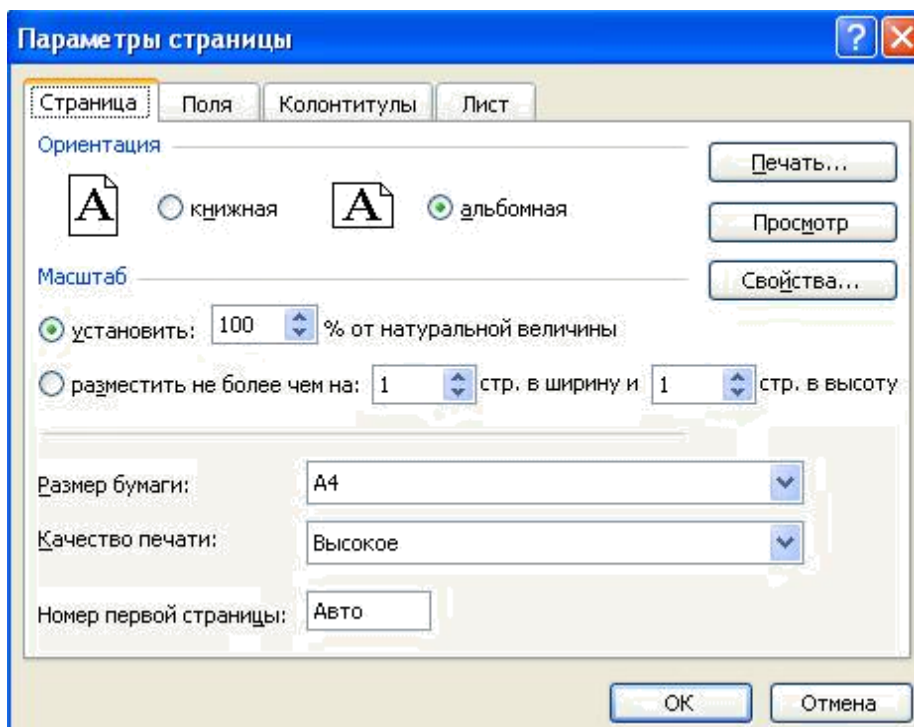 Параметры страницы
Страница Поля Колонтитулы Лист
Ориентация
Печать...
A книжная A альбомная
Просмотр
Масштаб
Свойства...
установить: 100 % от натуральной величины
разместить не более чем на: 1 стр. в ширину и 1 стр. в высоту
Размер бумаги: A4
Качество печати: Высокое
Номер первой страницы: Авто
ОК Отмена